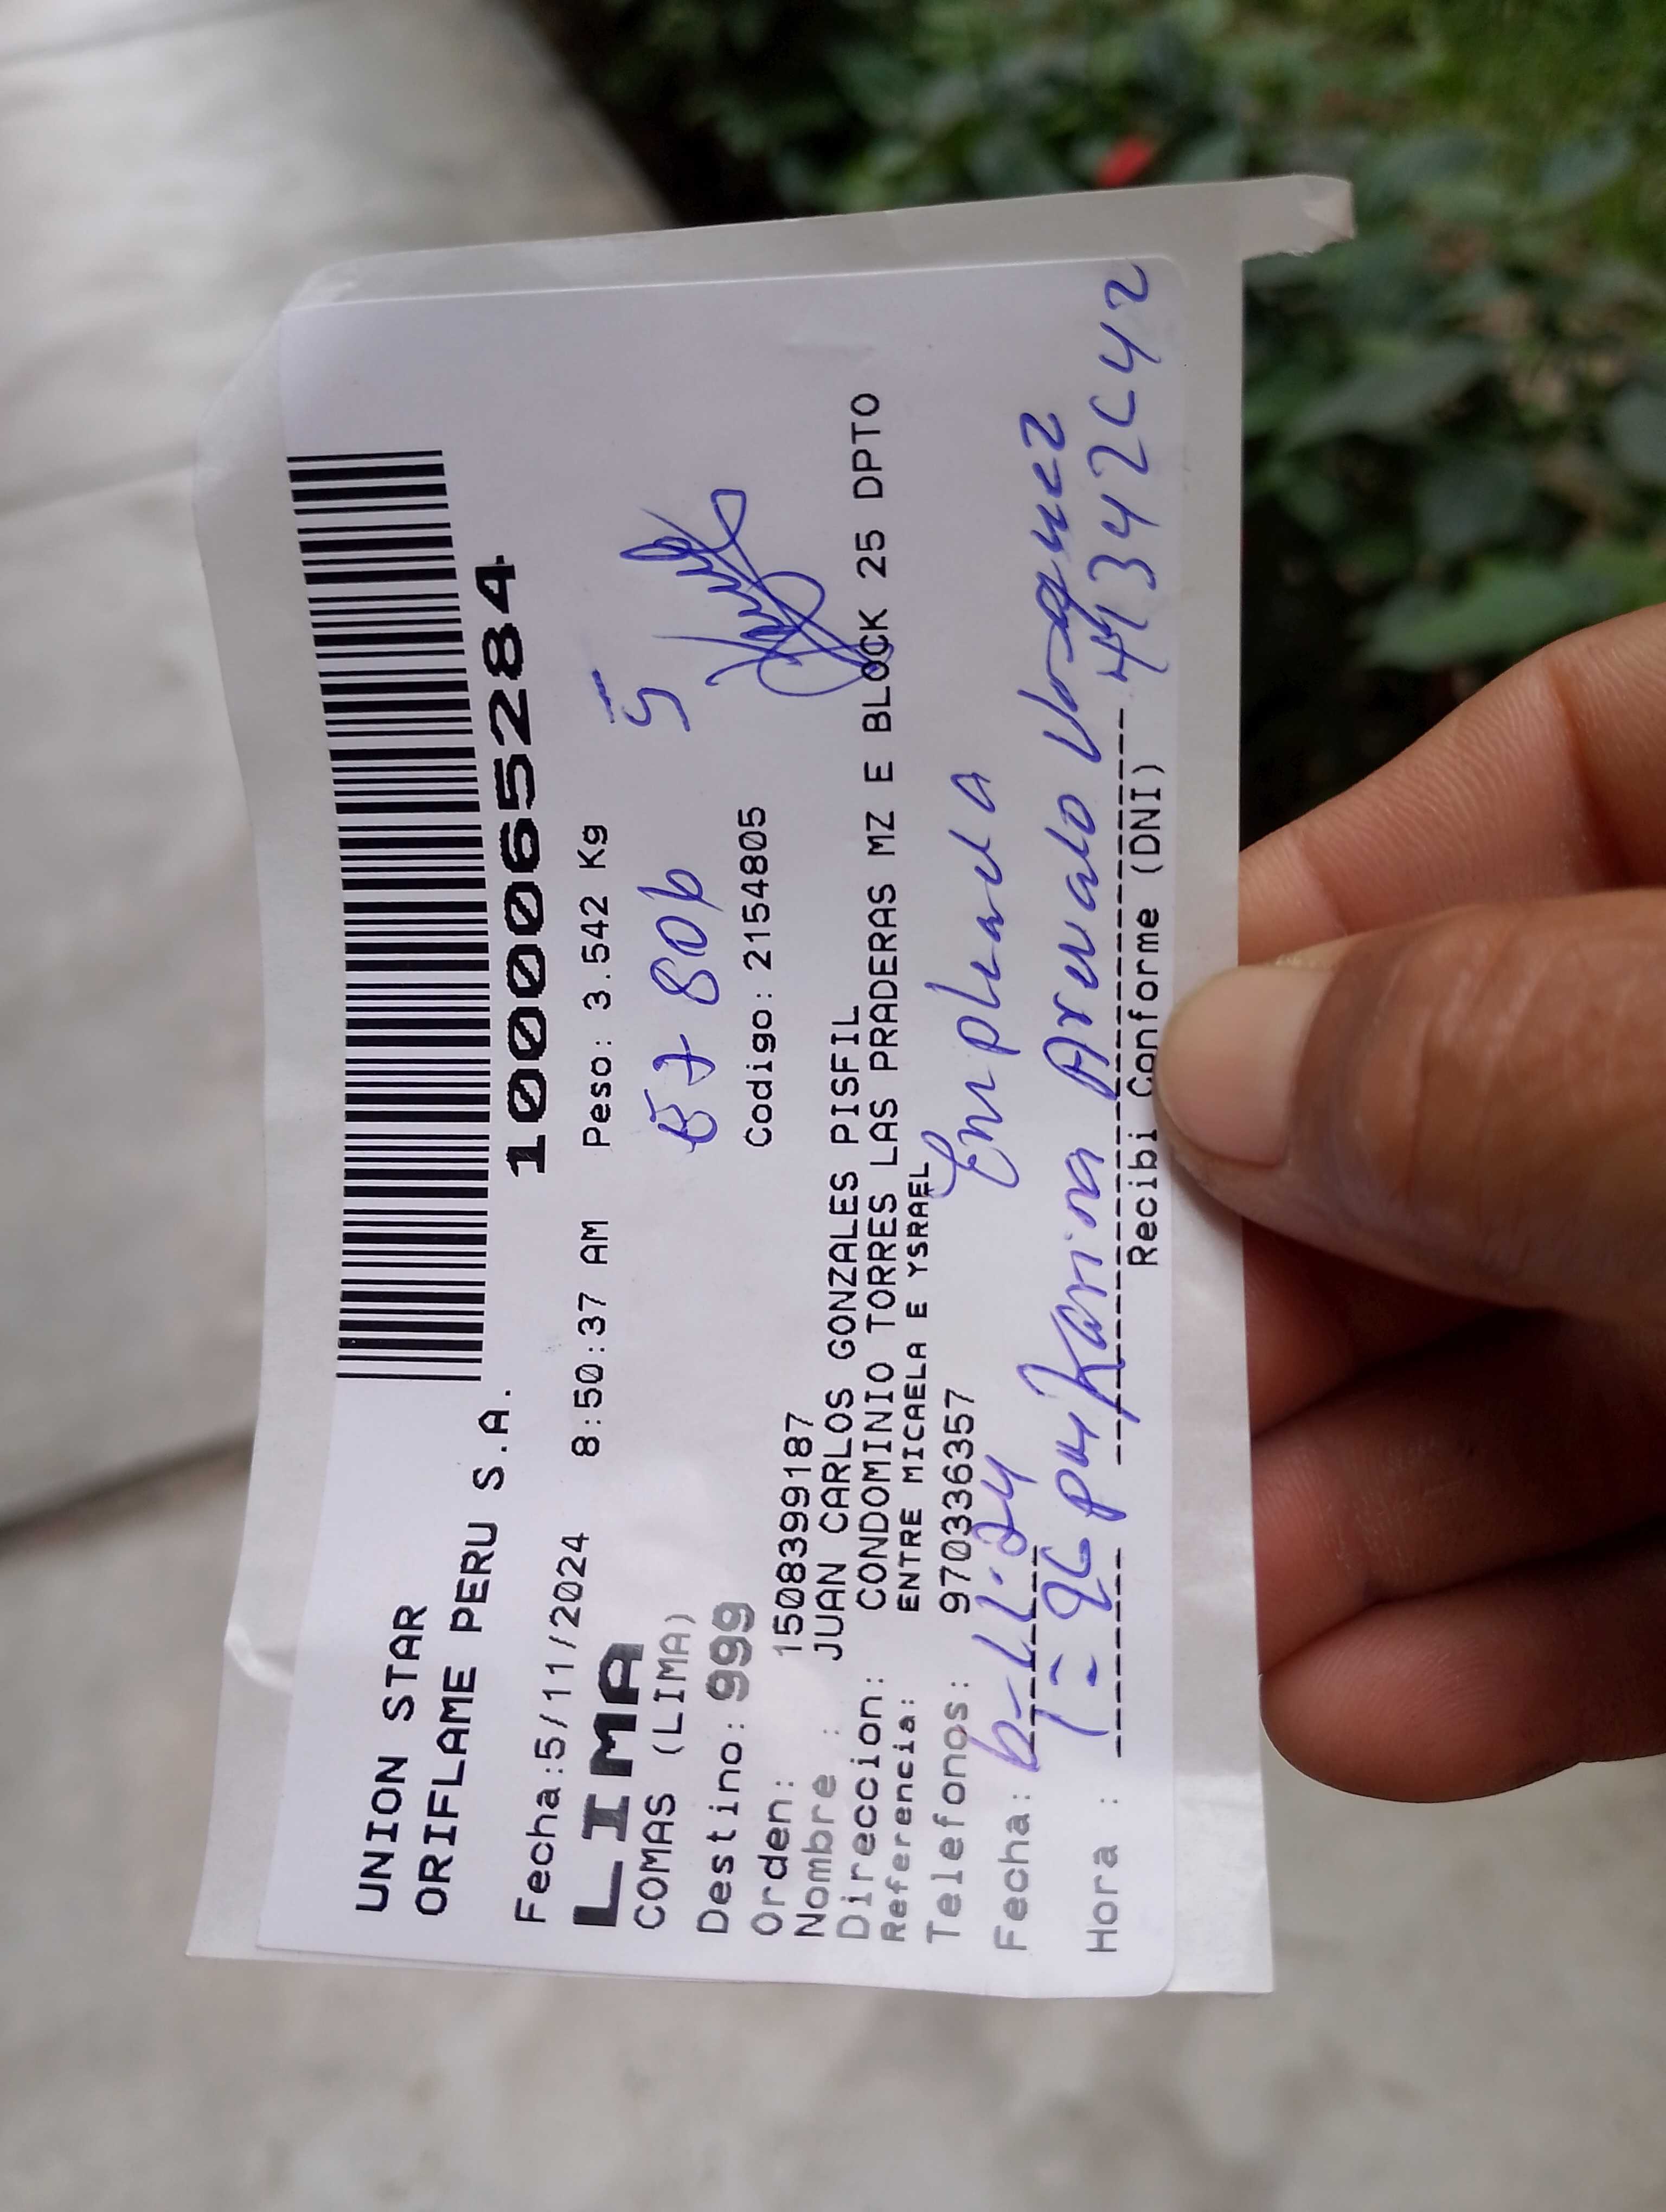 UNION STAR
ORIFLAME PERU S.A.
1000065284
Fecha:5/11/2024 8:50:37 AM Peso: 3.542 Kg
LIMA
COMAS (LIMA)
5
Destino: 999
Codigo: 2154805
Orden: 1508399187
Nombre : JUAN CARLOS GONZALES PISFIL
Direccion: CONDOMINIO TORRES LAS PRADERAS MZ E BLOCK 25 DPTO
Referencia: ENTRE MICAELA E YSRAEL
Telefonos: 970336357
Fecha: 6-11-24
Hora : 1=26 pm Karina Arevalo
Recibi Conforme (DNI)